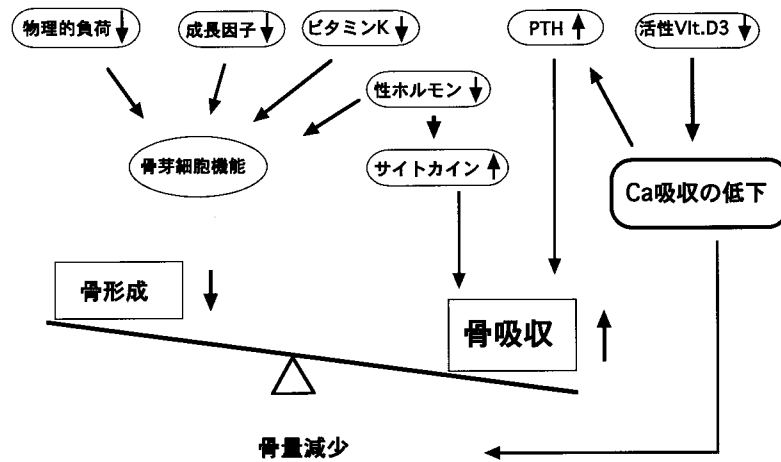 物理的負荷
成長因子
ビタミンK
PTH
活性VIt.D3
性ホルモン
骨芽細胞機能
サイトカイン
Ca吸収の低下
骨形成
骨吸収
骨量減少